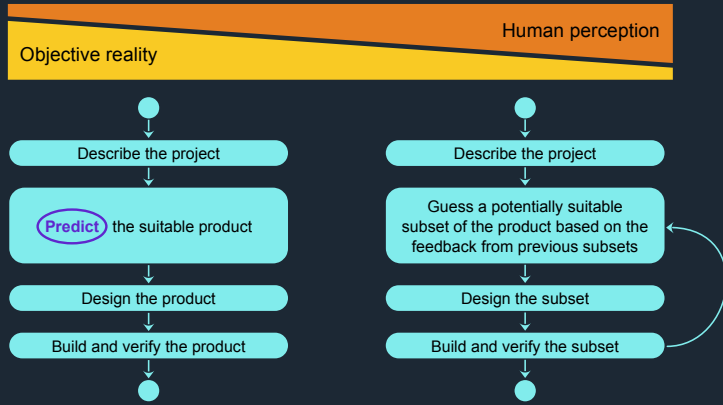 Human perception
Objective reality
Describe the project
Predict the suitable product
Design the product
Build and verify the product
Describe the project
Guess a potentially suitable
subset of the product based on the
feedback from previous subsets
Design the subset
Build and verify the subset